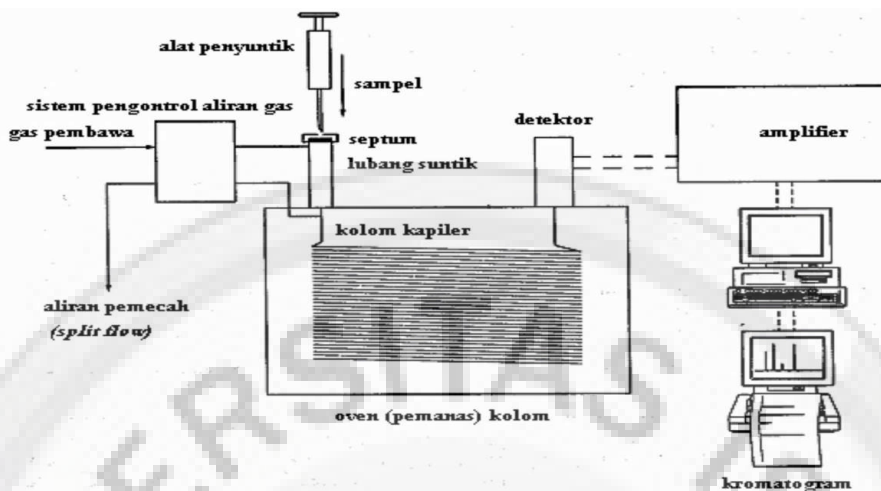 alat penyuntik
sampel
sistem pengontrol aliran gas
gas pembawa
septum
lubang suntik
detektor
amplifier
kolom kapiler
aliran pemecah
(split flow)
oven (pemanas) kolom
kromatogram
ERSITAS